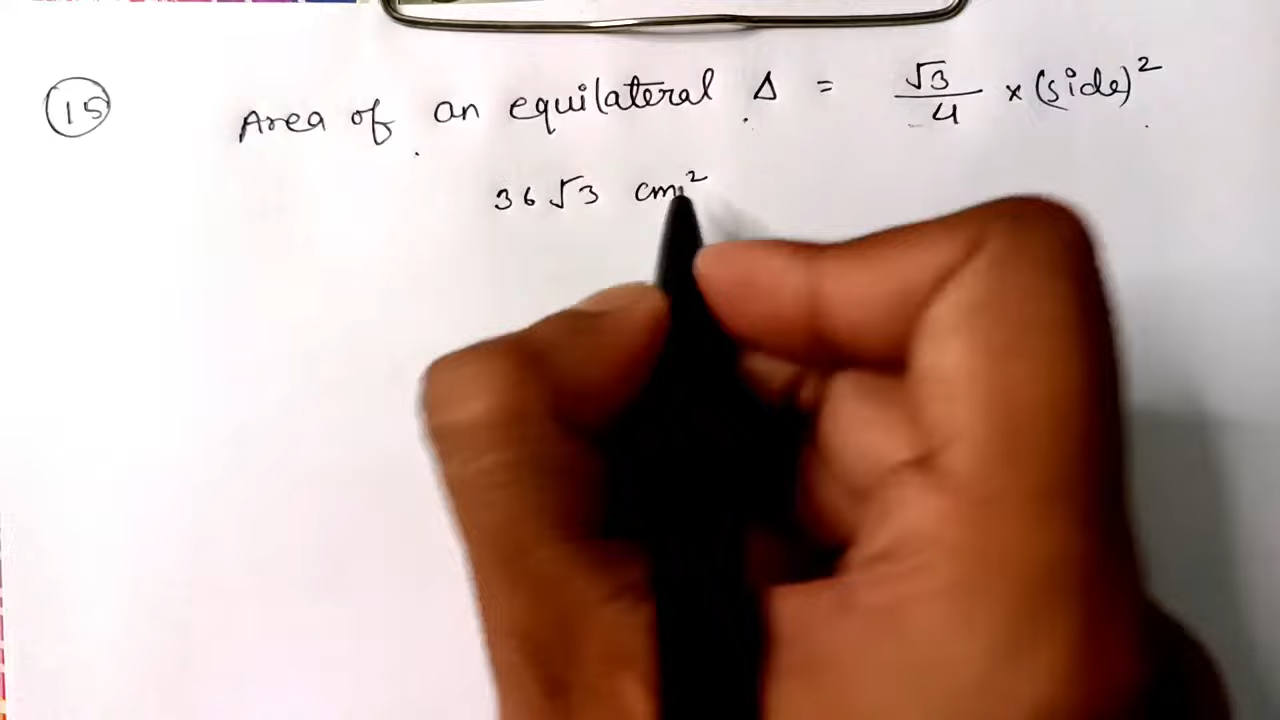 15 Area of an equilateral Δ = √3/4 × (side)²
36√3 cm²